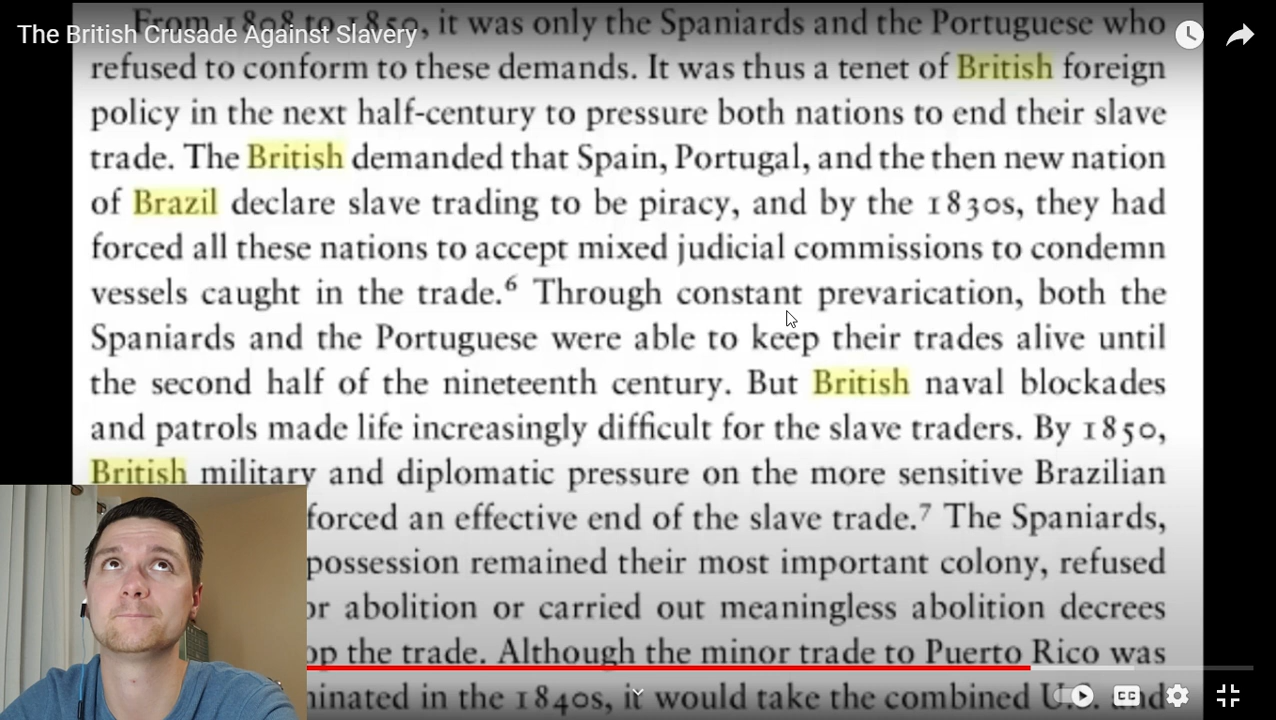 The British Crusade Against Slavery
From 1808 to 1850, it was only the Spaniards and the Portuguese who
refused to conform to these demands. It was thus a tenet of British foreign
policy in the next half-century to pressure both nations to end their slave
trade. The British demanded that Spain, Portugal, and the then new nation
of Brazil declare slave trading to be piracy, and by the 1830s, they had
forced all these nations to accept mixed judicial commissions to condemn
vessels caught in the trade.⁶ Through constant prevarication, both the
Spaniards and the Portuguese were able to keep their trades alive until
the second half of the nineteenth century. But British naval blockades
and patrols made life increasingly difficult for the slave traders. By 1850,
British military and diplomatic pressure on the more sensitive Brazilian
forced an effective end of the slave trade.⁷ The Spaniards,
possession remained their most important colony, refused
or abolition or carried out meaningless abolition decrees
op the trade. Although the minor trade to Puerto Rico was
minated in the 1840s, it would take the combined U.S. and
CC